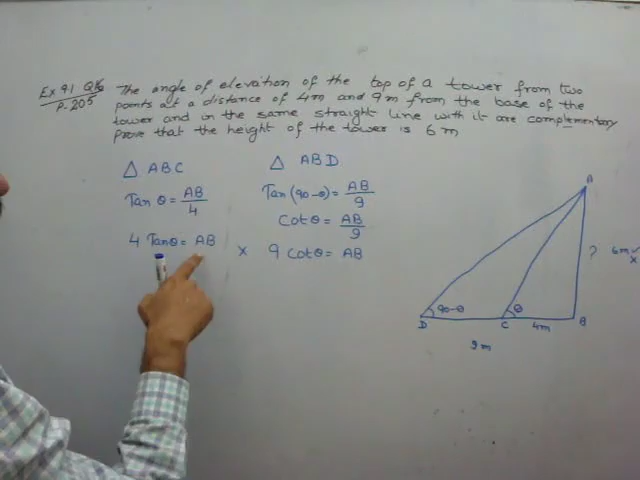 Ex 9.1 Q16 The angle of elevation of the top of a tower from two
P.205 points at a distance of 4m and 9m from the base of the
tower and in the same straight line with it are complementary
prove that the height of the tower is 6 m
△ ABC △ ABD
Tan θ = AB/4 Tan (90-θ) = AB/9
Cot θ = AB/9
4 Tanθ = AB × 9 Cotθ = AB
A
? 6m ✓ ×
90-θ θ
D C 4m B
9m